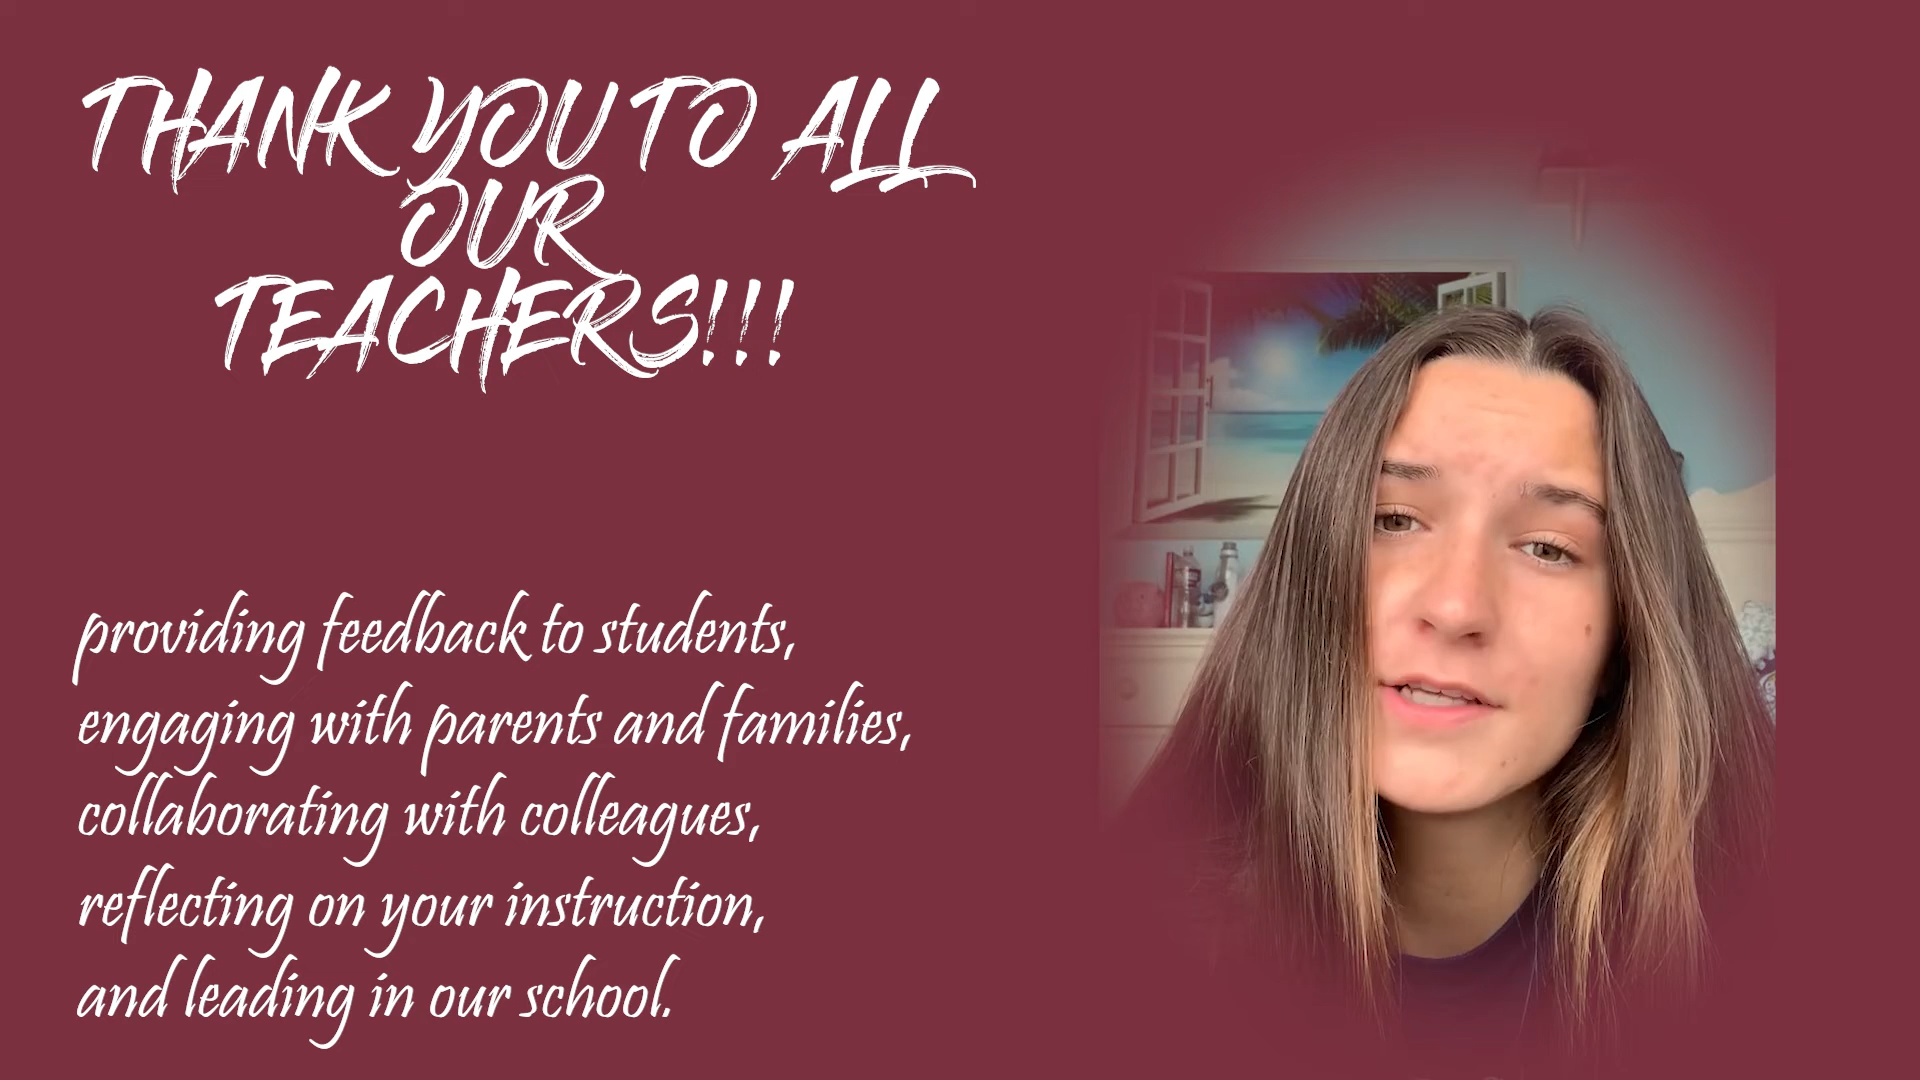 THANK YOU TO ALL
OUR
TEACHERS!!!
providing feedback to students,
engaging with parents and families,
collaborating with colleagues,
reflecting on your instruction,
and leading in our school.